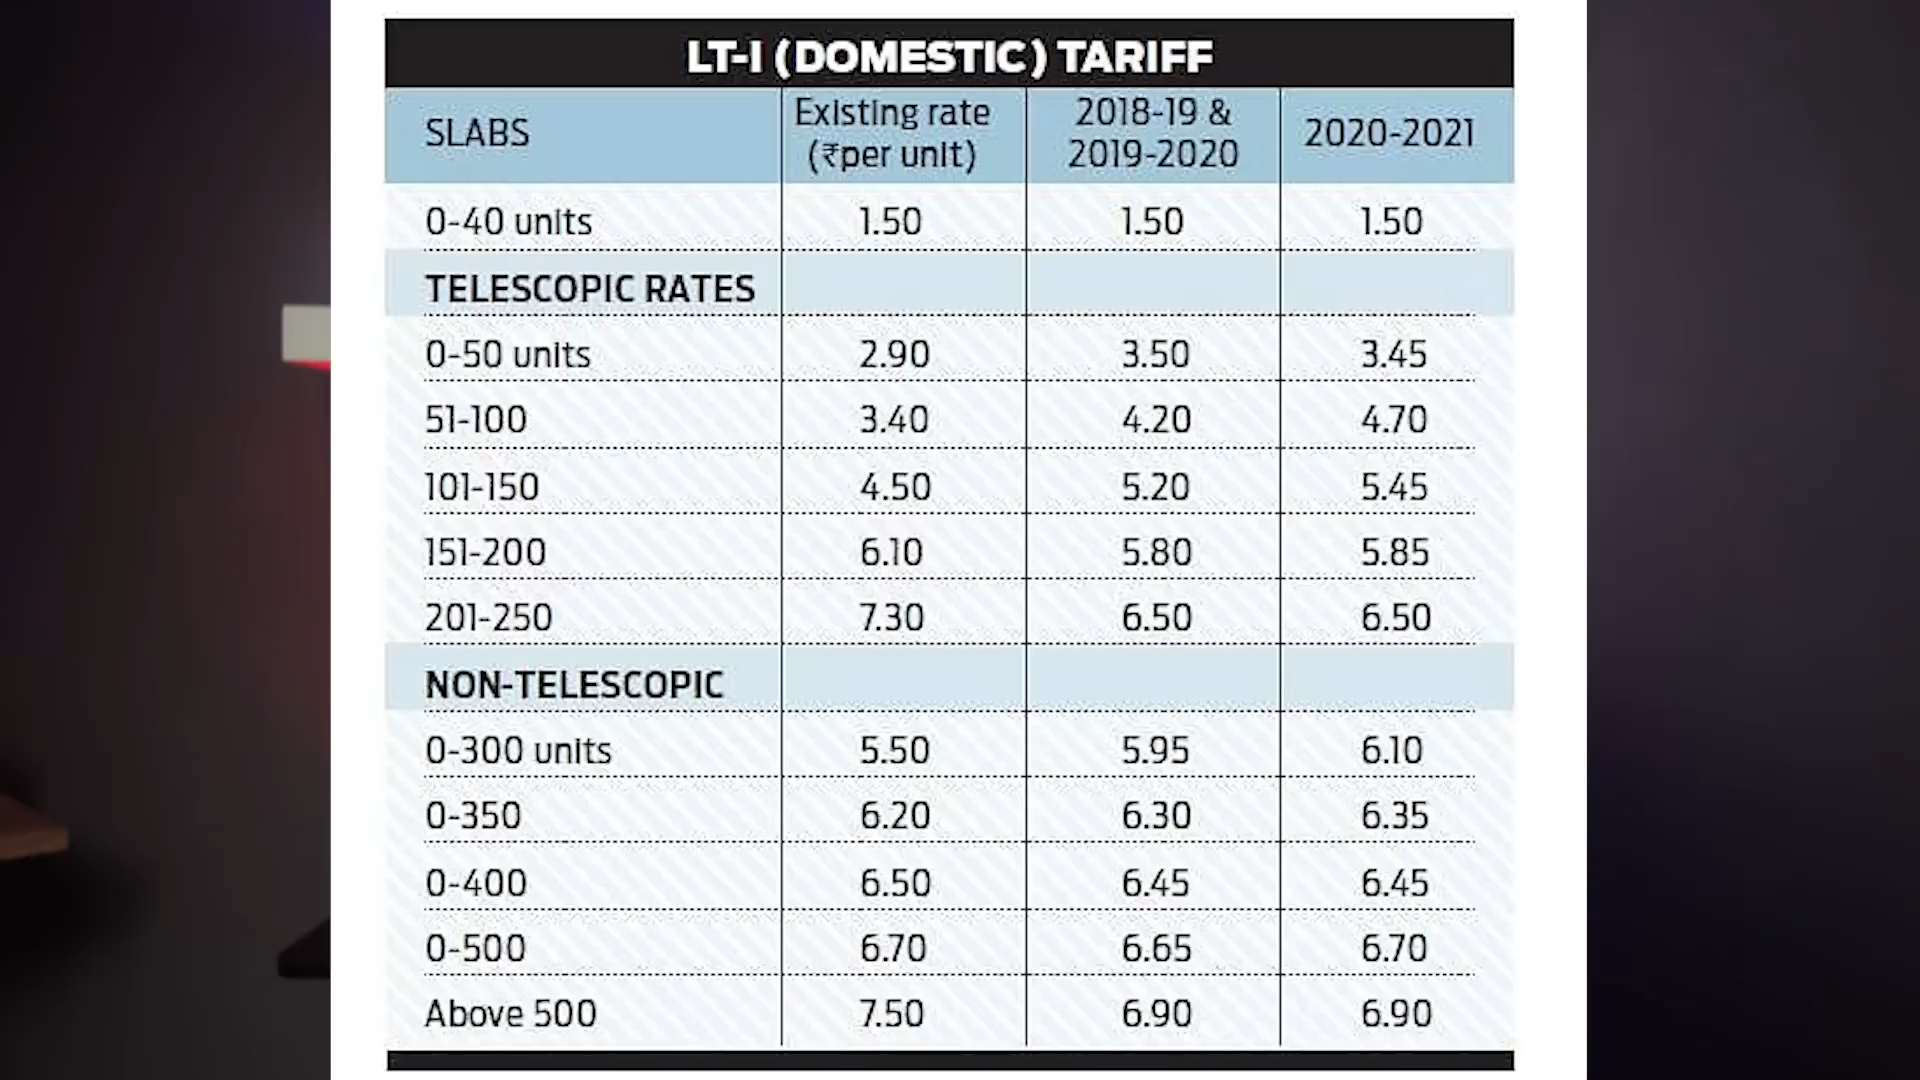 LT-I (DOMESTIC) TARIFF
SLABS Existing rate (₹per unit) 2018-19 & 2019-2020 2020-2021
0-40 units 1.50 1.50 1.50
TELESCOPIC RATES
0-50 units 2.90 3.50 3.45
51-100 3.40 4.20 4.70
101-150 4.50 5.20 5.45
151-200 6.10 5.80 5.85
201-250 7.30 6.50 6.50
NON-TELESCOPIC
0-300 units 5.50 5.95 6.10
0-350 6.20 6.30 6.35
0-400 6.50 6.45 6.45
0-500 6.70 6.65 6.70
Above 500 7.50 6.90 6.90